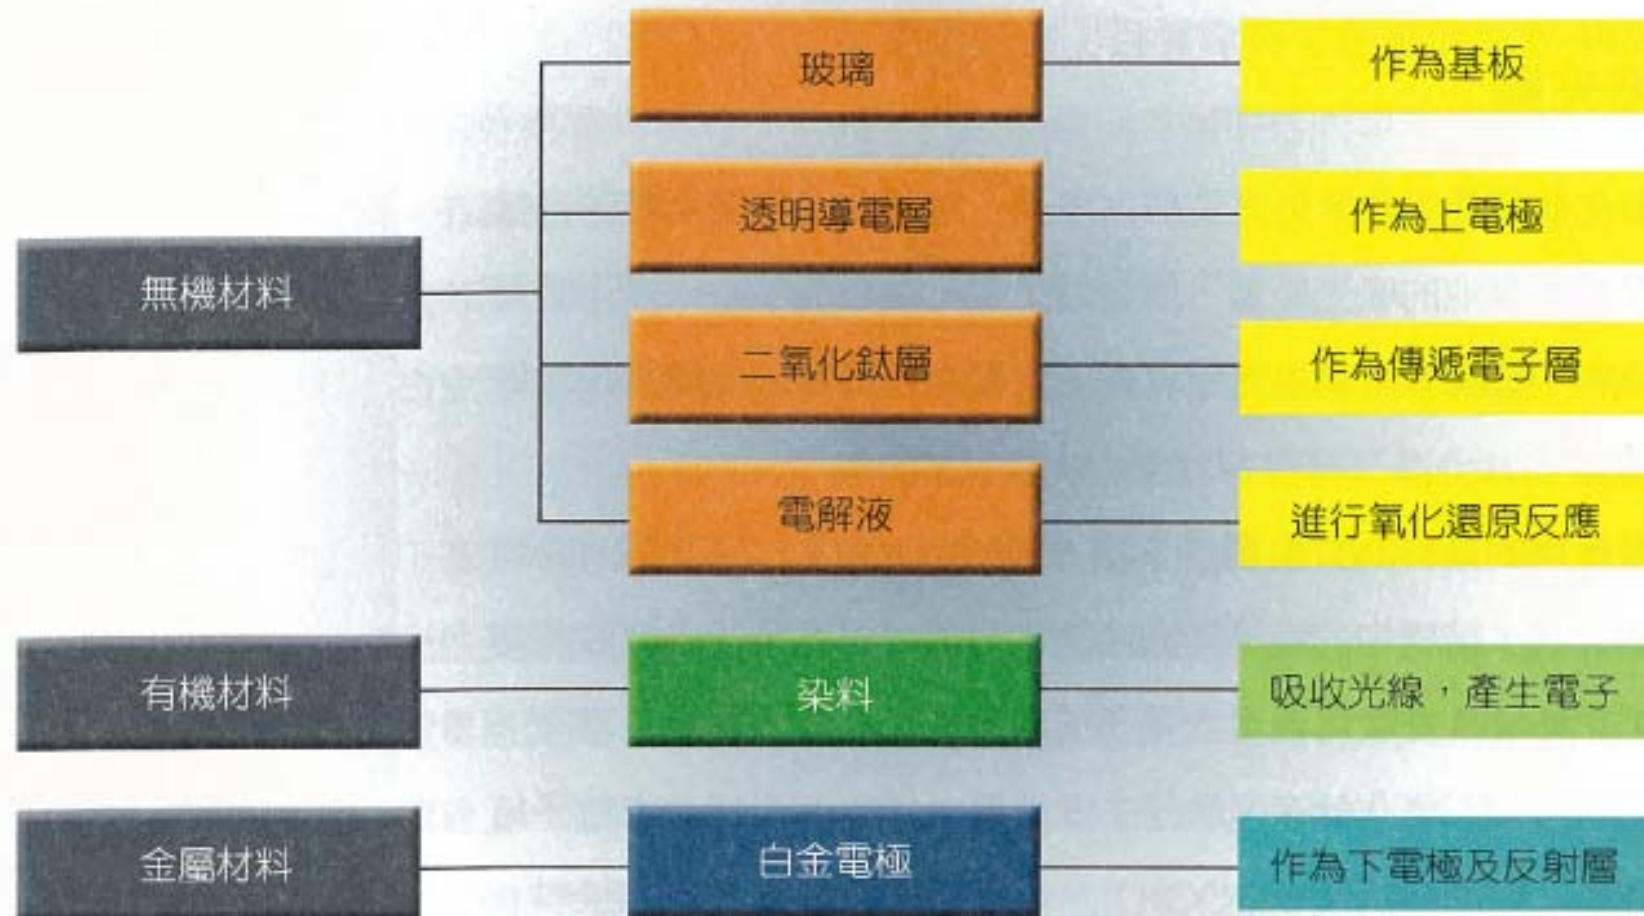 玻璃
作為基板
透明導電層
作為上電極
無機材料
二氧化鈦層
作為傳遞電子層
電解液
進行氧化還原反應
有機材料
染料
吸收光線，產生電子
金屬材料
白金電極
作為下電極及反射層